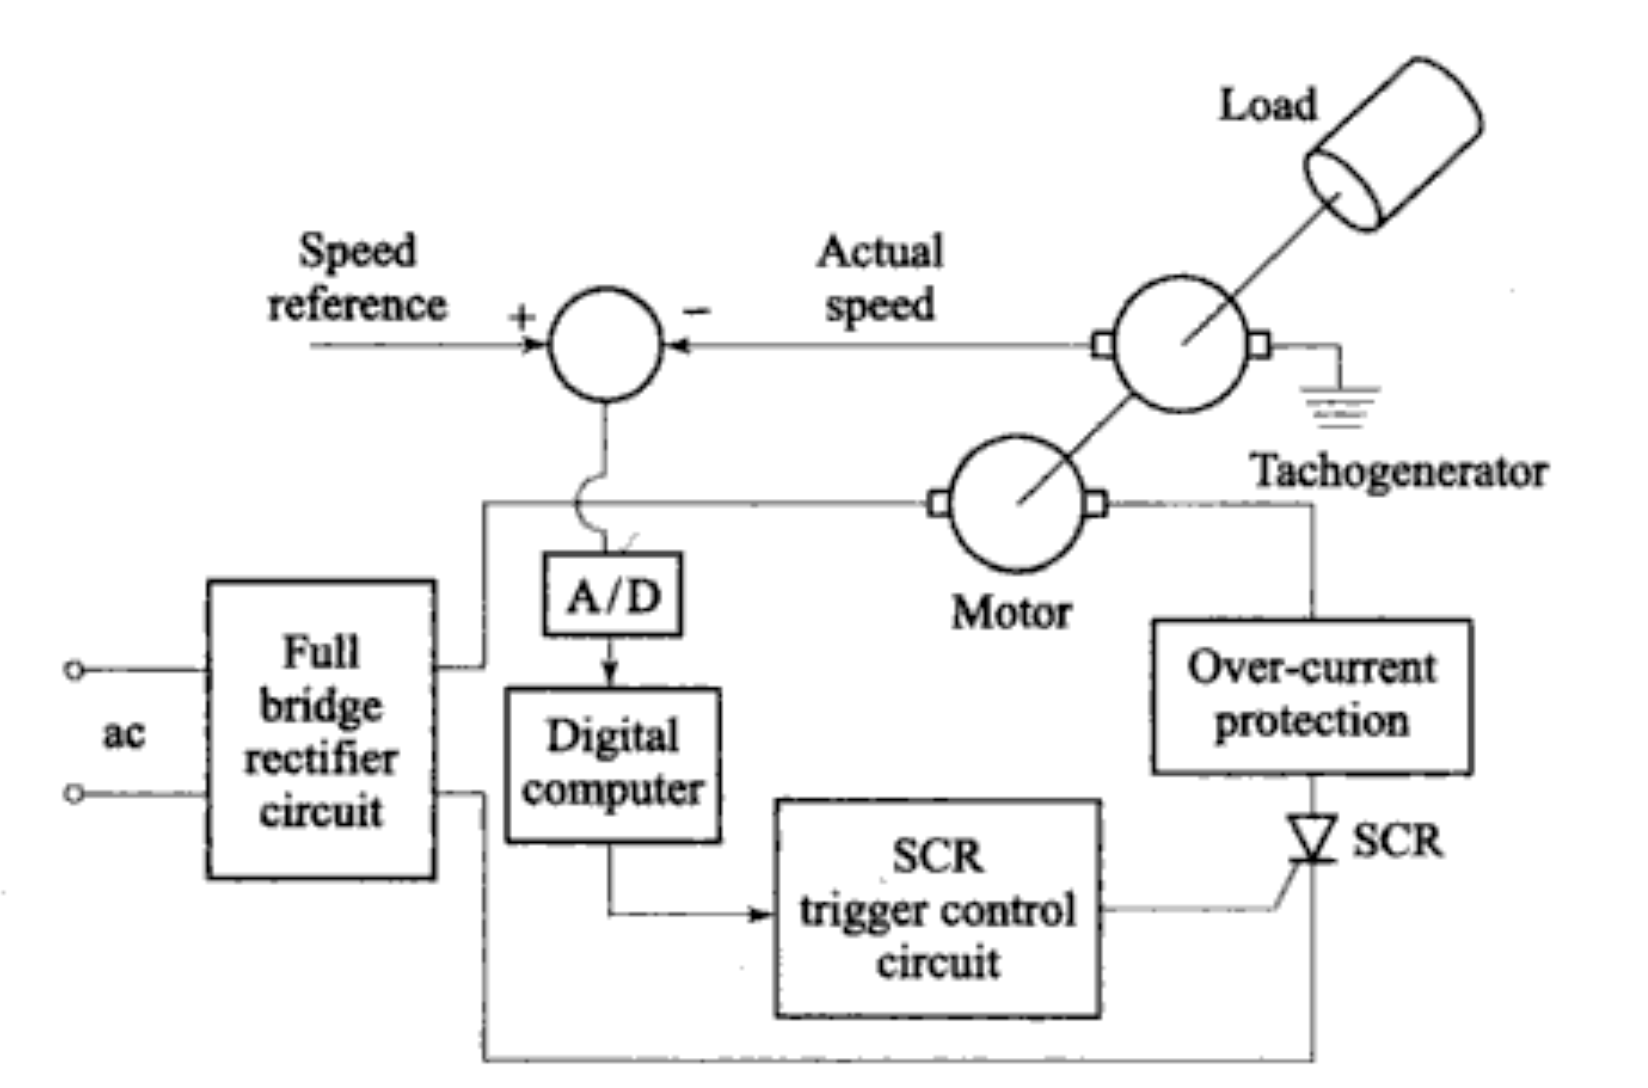 Load
Speed
reference
+
−
Actual
speed
Tachogenerator
Motor
A/D
Full
bridge
rectifier
circuit
ac
Digital
computer
Over-current
protection
SCR
SCR
trigger control
circuit